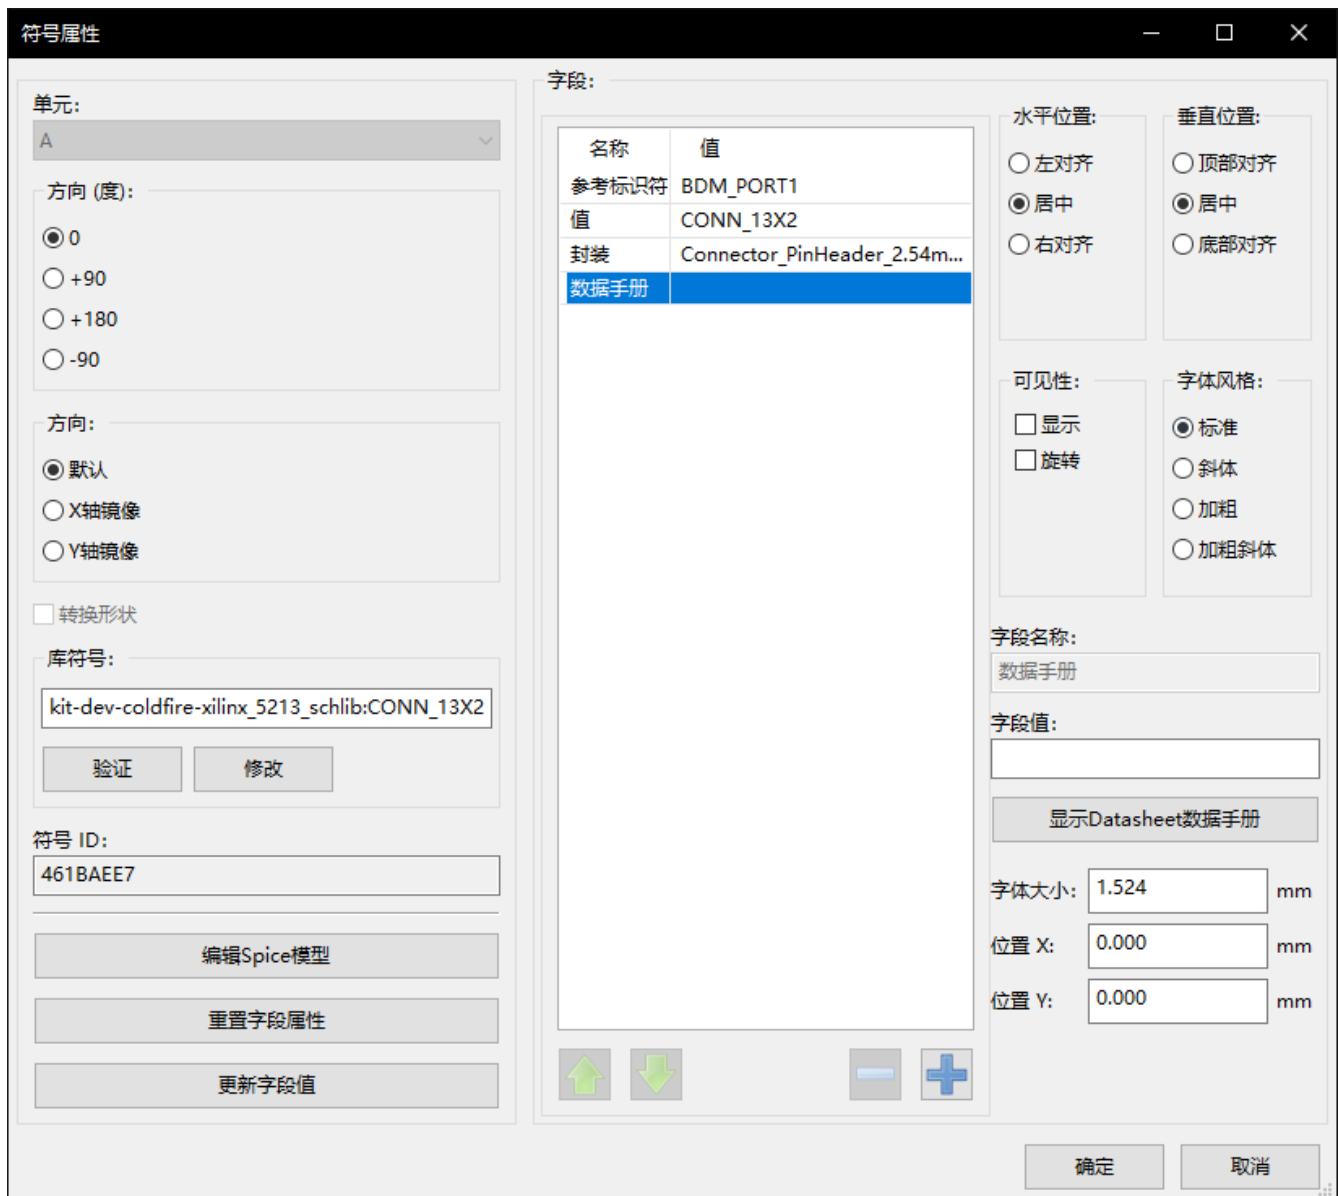 符号属性
单元:
A
方向 (度):
0
+90
+180
-90
方向:
默认
X轴镜像
Y轴镜像
转换形状
库符号:
kit-dev-coldfire-xilinx_5213_schlib:CONN_13X2
验证 修改
符号 ID:
461BAEE7
编辑Spice模型
重置字段属性
更新字段值
字段:
名称 值
参考标识符 BDM_PORT1
值 CONN_13X2
封装 Connector_PinHeader_2.54m...
数据手册
水平位置:
左对齐
居中
右对齐
垂直位置:
顶部对齐
居中
底部对齐
可见性:
显示
旋转
字体风格:
标准
斜体
加粗
加粗斜体
字段名称:
数据手册
字段值:
显示Datasheet数据手册
字体大小: 1.524 mm
位置 X: 0.000 mm
位置 Y: 0.000 mm
确定 取消